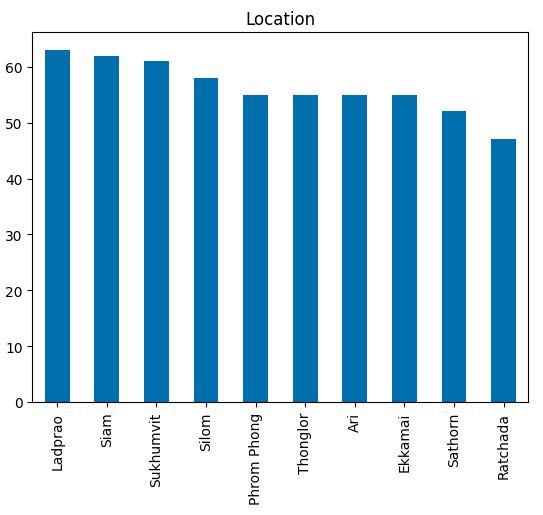 Location
60
50
40
30
20
10
0
Ladprao
Siam
Sukhumvit
Silom
Phrom Phong
Thonglor
Ari
Ekkamai
Sathorn
Ratchada